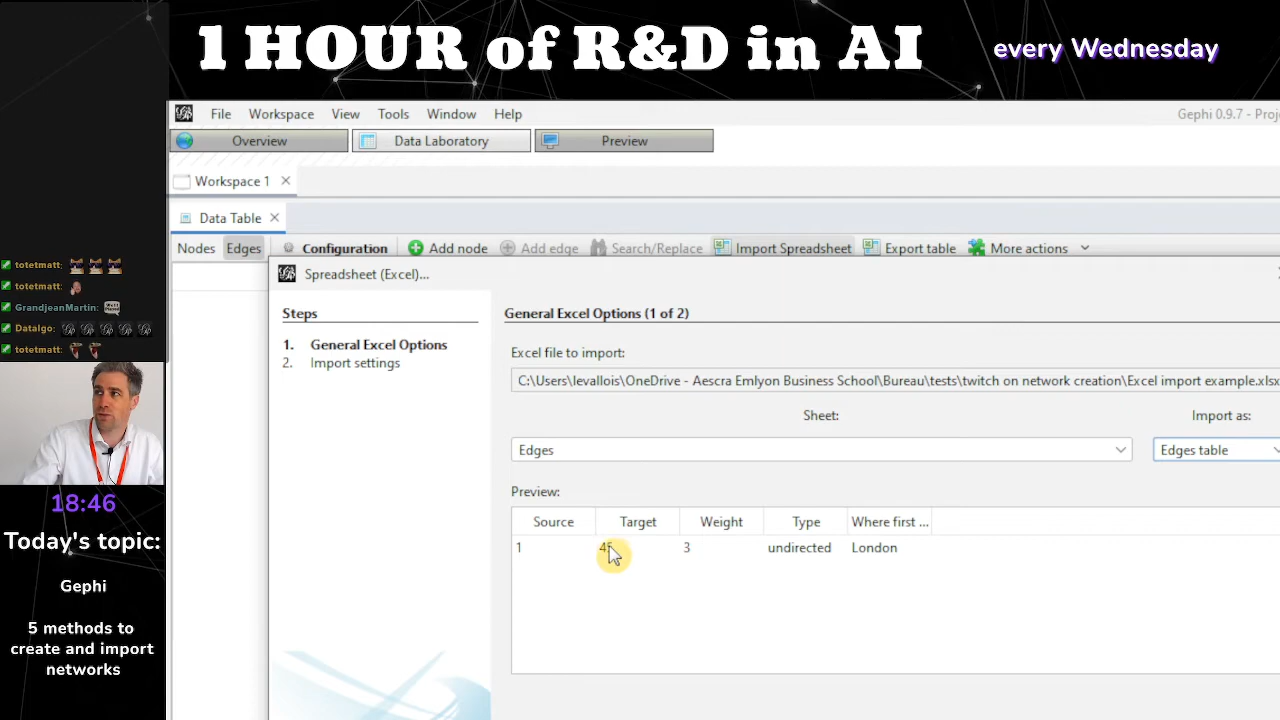 1 HOUR of R&D in AI
every Wednesday
File Workspace View Tools Window Help
Gephi 0.9.7 - Proj
Overview Data Laboratory Preview
Workspace 1
Data Table
Nodes Edges Configuration Add node Add edge Search/Replace Import Spreadsheet Export table More actions
Spreadsheet (Excel)...
Steps
1. General Excel Options
2. Import settings
General Excel Options (1 of 2)
Excel file to import:
C:\Users\levallois\OneDrive - Aescra Emlyon Business School\Bureau\tests\twitch on network creation\Excel import example.xlsx
Sheet: Import as:
Edges Edges table
Preview:
Source Target Weight Type Where first ...
1 3 undirected London
totetmatt:
totetmatt:
GrandjeanMartin:
Datalgo:
totetmatt:
18:46
Today's topic:
Gephi
5 methods to
create and import
networks